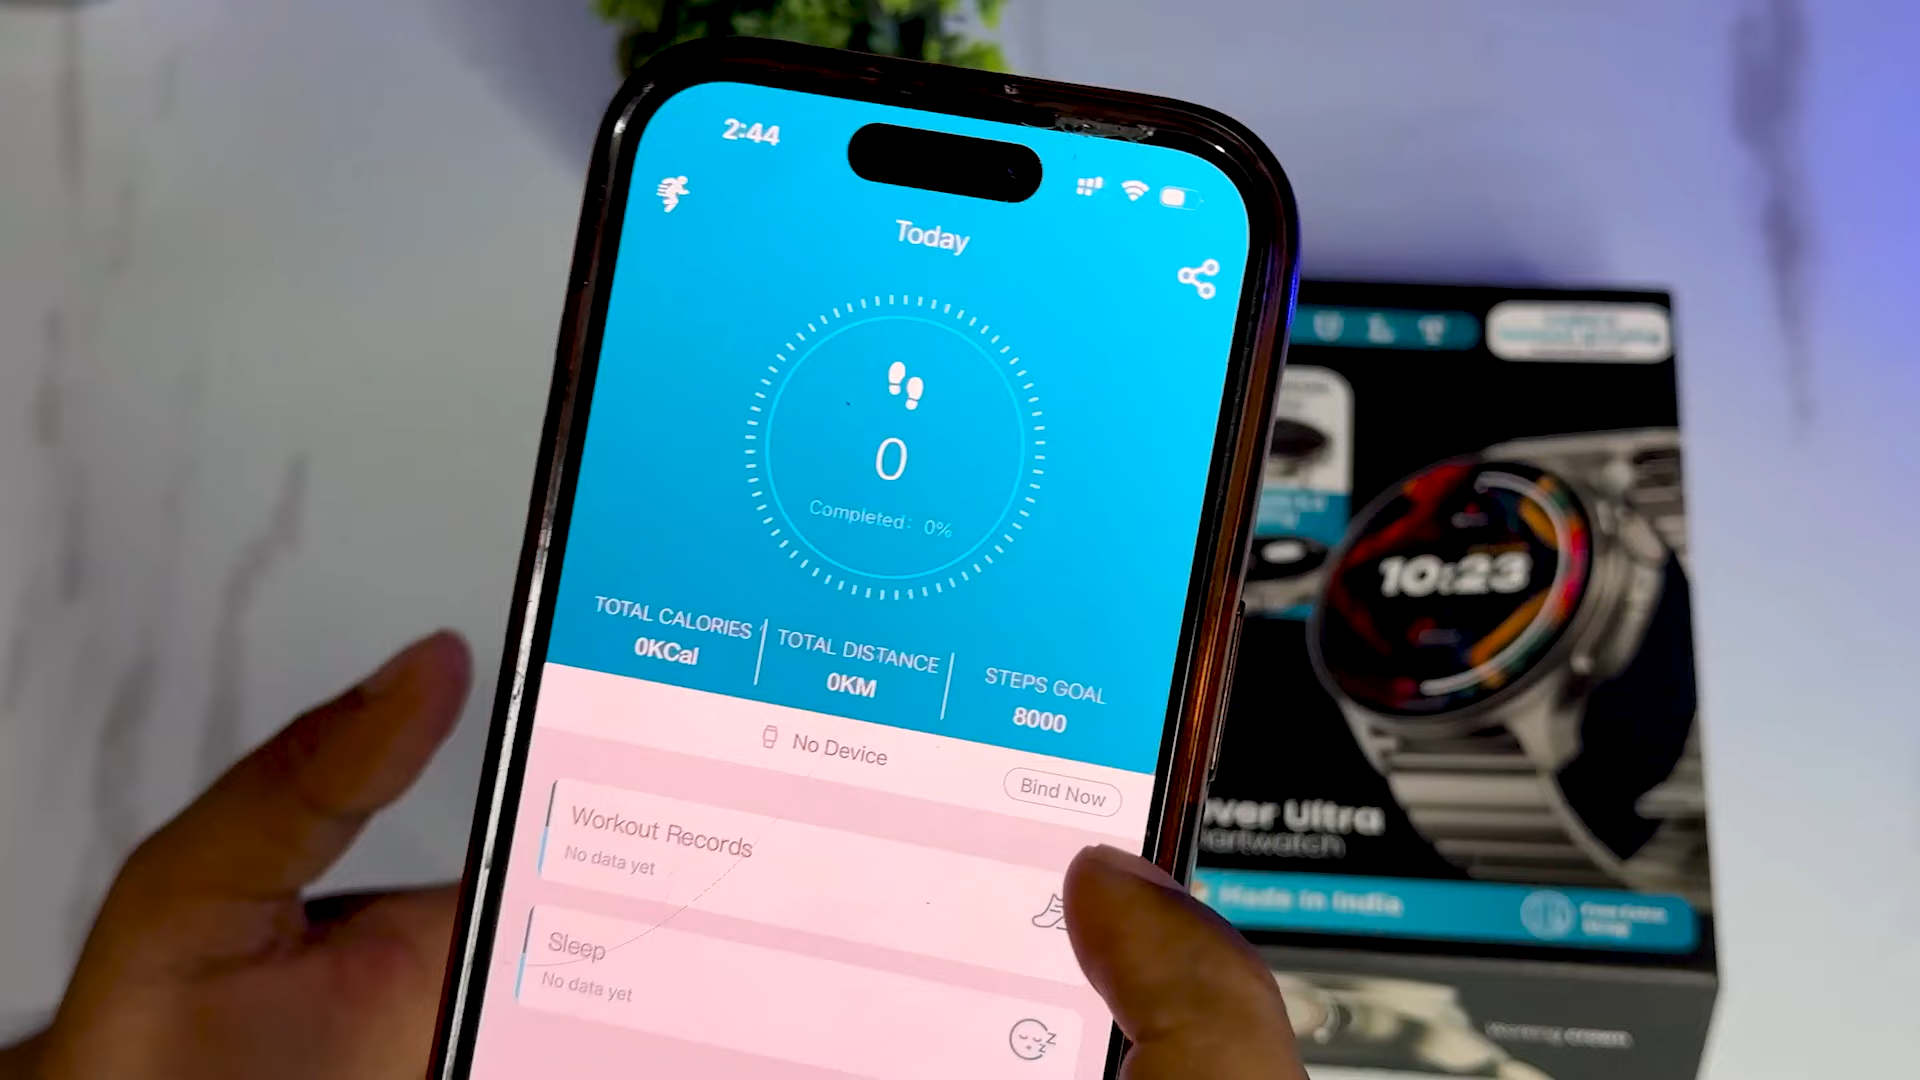 2:44
Today
0
Completed: 0%
TOTAL CALORIES
0KCal
TOTAL DISTANCE
0KM
STEPS GOAL
8000
No Device
Bind Now
Workout Records
No data yet
Sleep
No data yet
U L T
10:23
Ultra
Made in India
crown